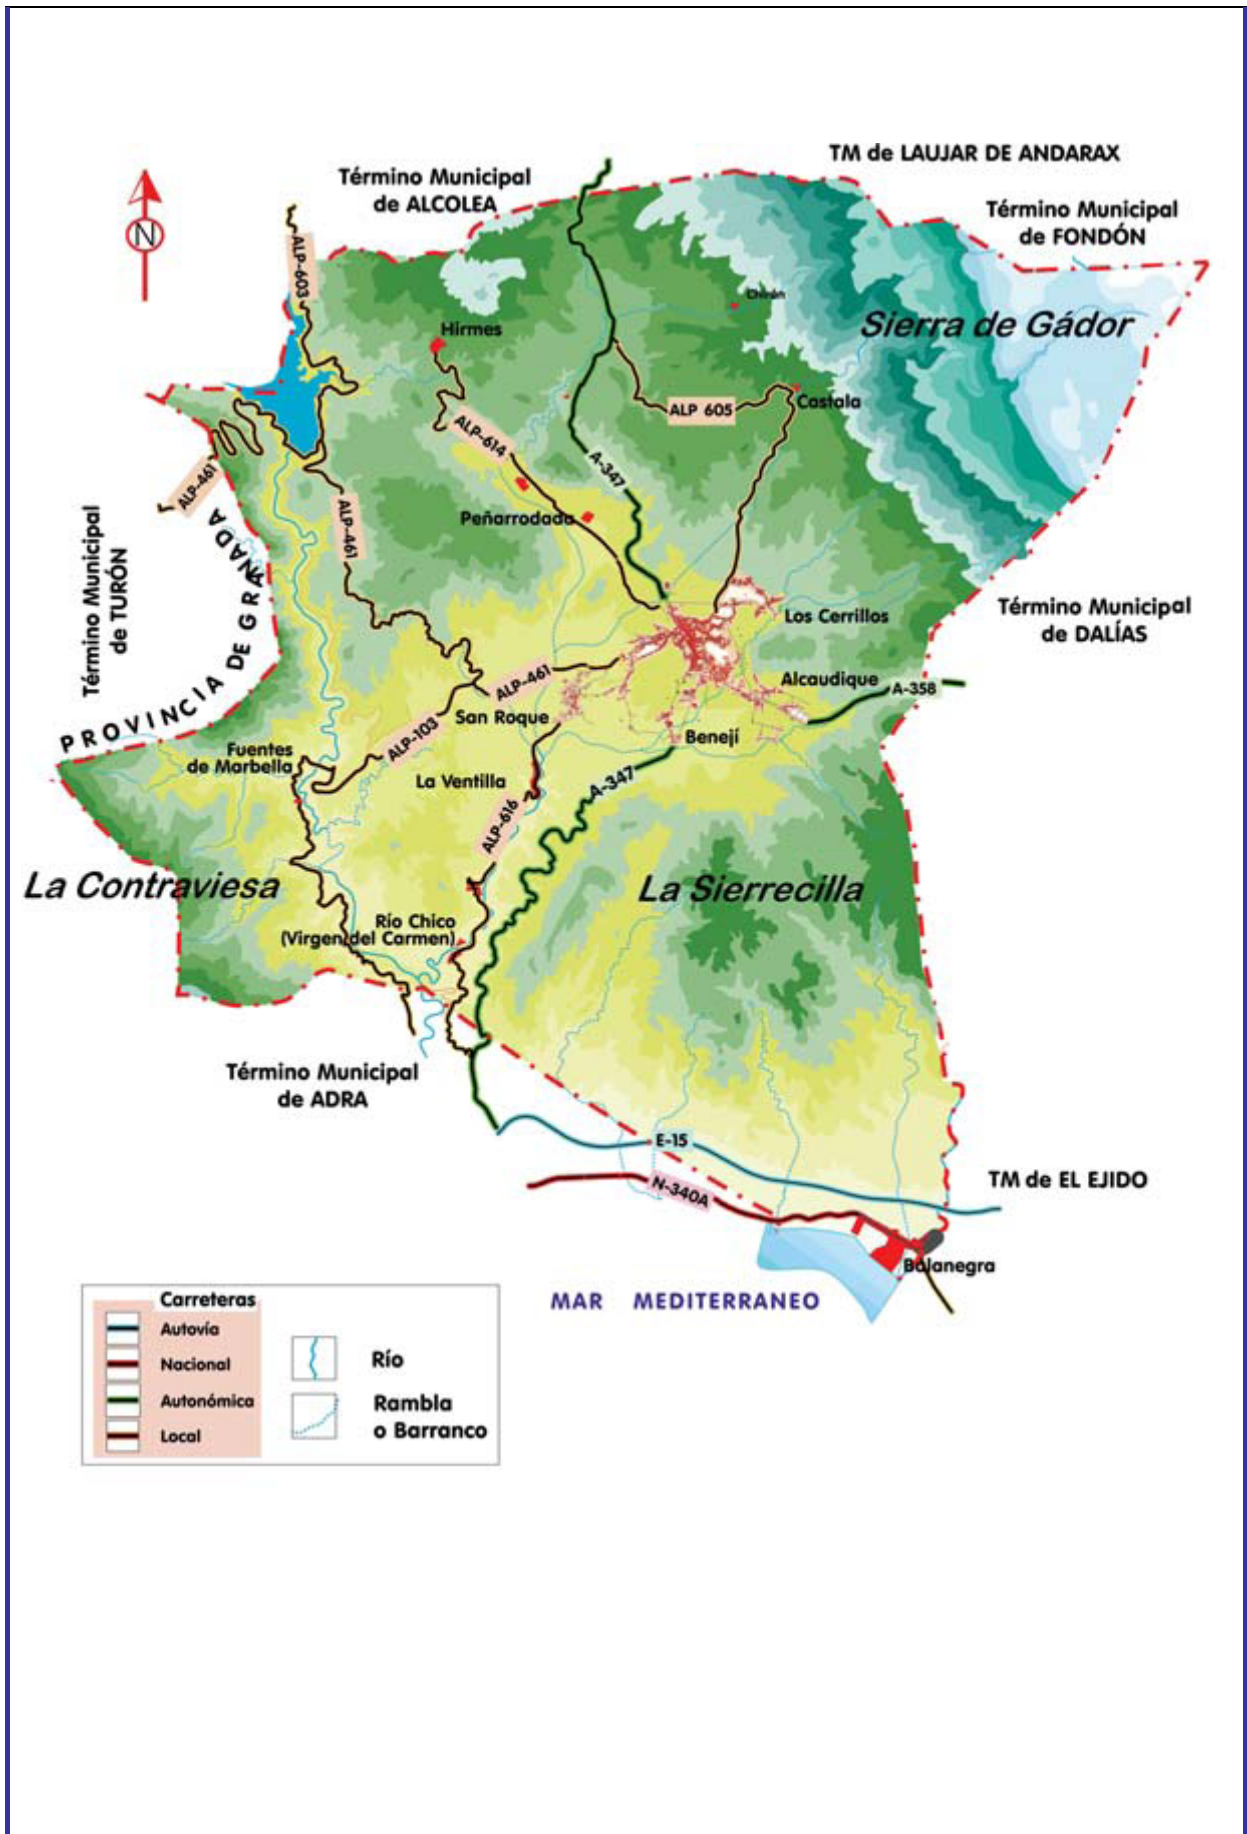 TM de LAUJAR DE ANDARAX
Término Municipal
de ALCOLEA
Término Municipal
de FONDÓN
N
ALP-603
Chirán
Sierra de Gádor
Hirmes
Castala
ALP 605
ALP-614
A-347
ALP-461
ALP-461
Peñarrodada
Término Municipal
de TURÓN
PROVINCIA DE GRANADA
Término Municipal
de DALÍAS
Los Cerrillos
Alcaudique
A-358
ALP-461
San Roque
Benejí
ALP-103
Fuentes
de Marbella
La Ventilla
A-347
ALP-616
La Contraviesa
La Sierrecilla
Río Chico
(Virgen del Carmen)
Término Municipal
de ADRA
E-15
N-340A
TM de EL EJIDO
Balanegra
MAR MEDITERRANEO
Carreteras
Autovía
Nacional
Autonómica
Local
Río
Rambla
o Barranco